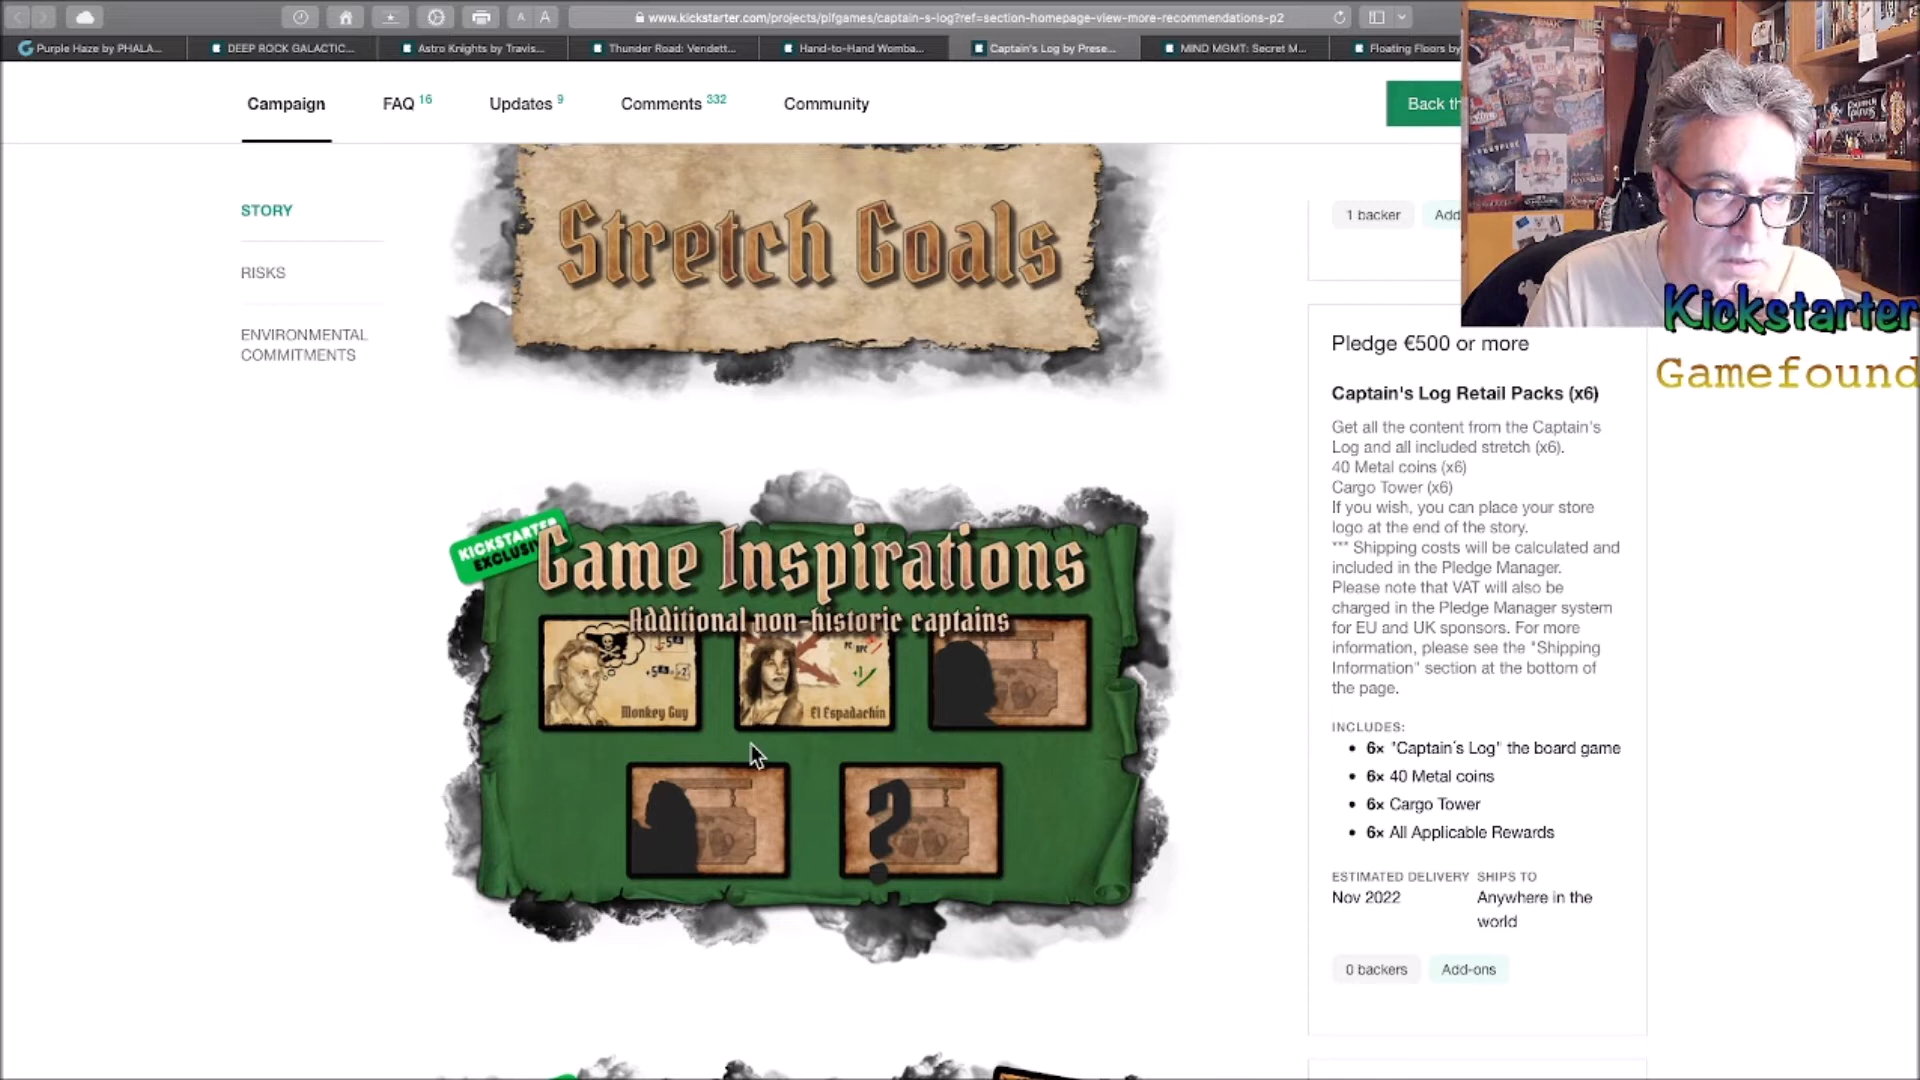 www.kickstarter.com/projects/plfgames/captain-s-log?ref=section-homepage-view-more-recommendations-p2
A A
Purple Haze by PHALA...
DEEP ROCK GALACTIC...
Astro Knights by Travis...
Thunder Road: Vendett...
Hand-to-Hand Womba...
Captain's Log by Prese...
MIND MGMT: Secret M...
Floating Floors by
Campaign
FAQ 16
Updates 9
Comments 332
Community
Back th
STORY
RISKS
ENVIRONMENTAL
COMMITMENTS
Stretch Goals
KICKSTARTER
EXCLUSIV
Game Inspirations
Additional non-historic captains
Monkey Guy
El Espadachín
?
1 backer
Add
Kickstarter
Gamefound
Pledge €500 or more
Captain's Log Retail Packs (x6)
Get all the content from the Captain's
Log and all included stretch (x6).
40 Metal coins (x6)
Cargo Tower (x6)
If you wish, you can place your store
logo at the end of the story.
*** Shipping costs will be calculated and
included in the Pledge Manager.
Please note that VAT will also be
charged in the Pledge Manager system
for EU and UK sponsors. For more
information, please see the "Shipping
Information" section at the bottom of
the page.
INCLUDES:
• 6× "Captain´s Log" the board game
• 6× 40 Metal coins
• 6× Cargo Tower
• 6× All Applicable Rewards
ESTIMATED DELIVERY
Nov 2022
SHIPS TO
Anywhere in the
world
0 backers
Add-ons